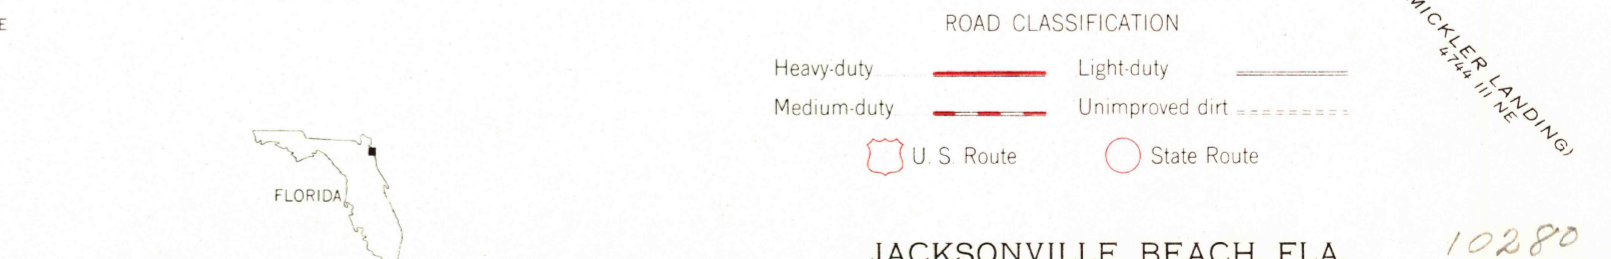 E
ROAD CLASSIFICATION
Heavy-duty
Light-duty
Medium-duty
Unimproved dirt
U. S. Route
State Route
FLORIDA
MICKLER LANDING)
4744 III NE
JACKSONVILLE BEACH, FLA.
10280